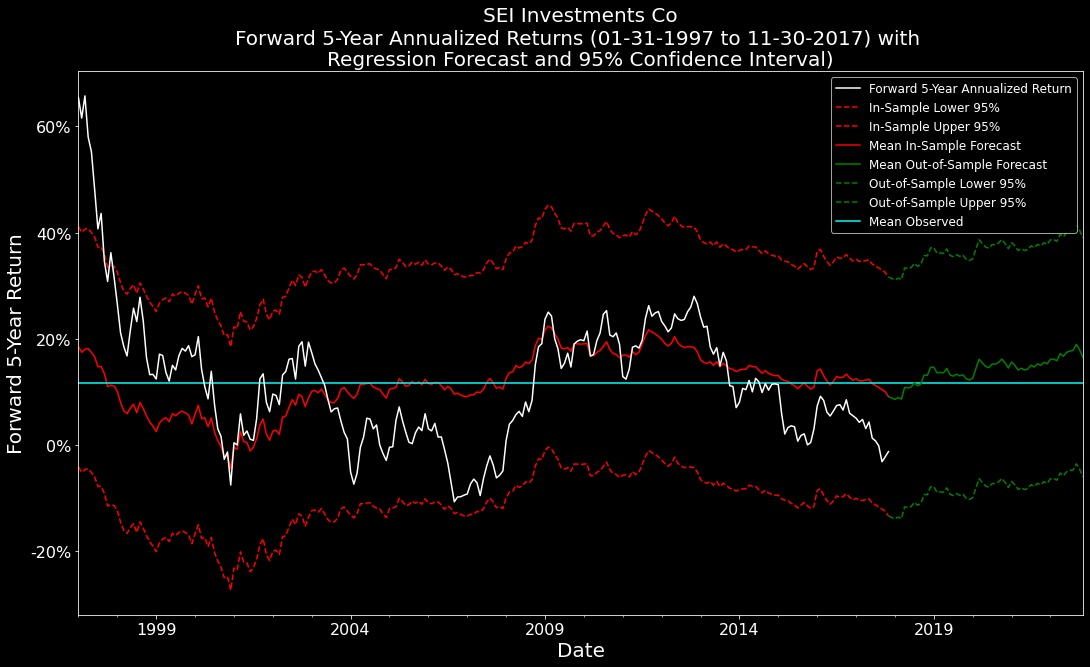 SEI Investments Co
Forward 5-Year Annualized Returns (01-31-1997 to 11-30-2017) with
Regression Forecast and 95% Confidence Interval)
Forward 5-Year Annualized Return
In-Sample Lower 95%
In-Sample Upper 95%
Mean In-Sample Forecast
Mean Out-of-Sample Forecast
Out-of-Sample Lower 95%
Out-of-Sample Upper 95%
Mean Observed
Forward 5-Year Return
60%
40%
20%
0%
-20%
1999
2004
2009
2014
2019
Date